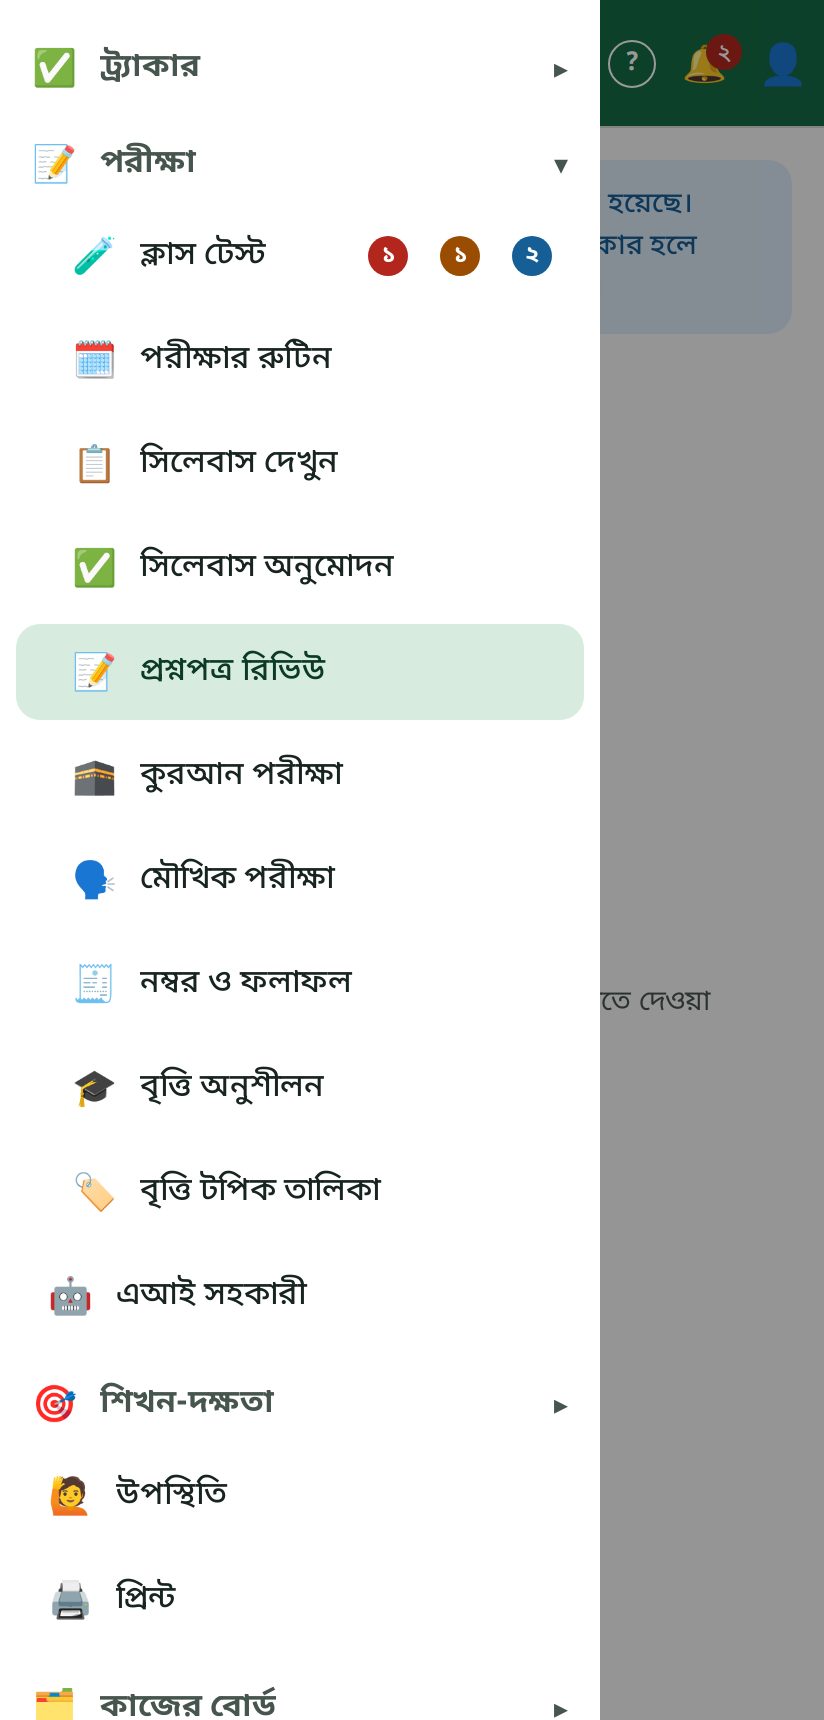 ট্র্যাকার
?
২
পরীক্ষা
ক্লাস টেস্ট ১ ১ ২
হয়েছে।
কার হলে
পরীক্ষার রুটিন
সিলেবাস দেখুন
সিলেবাস অনুমোদন
প্রশ্নপত্র রিভিউ
কুরআন পরীক্ষা
মৌখিক পরীক্ষা
নম্বর ও ফলাফল
তে দেওয়া
বৃত্তি অনুশীলন
বৃত্তি টপিক তালিকা
এআই সহকারী
শিখন-দক্ষতা
উপস্থিতি
প্রিন্ট
কাজের বোর্ড